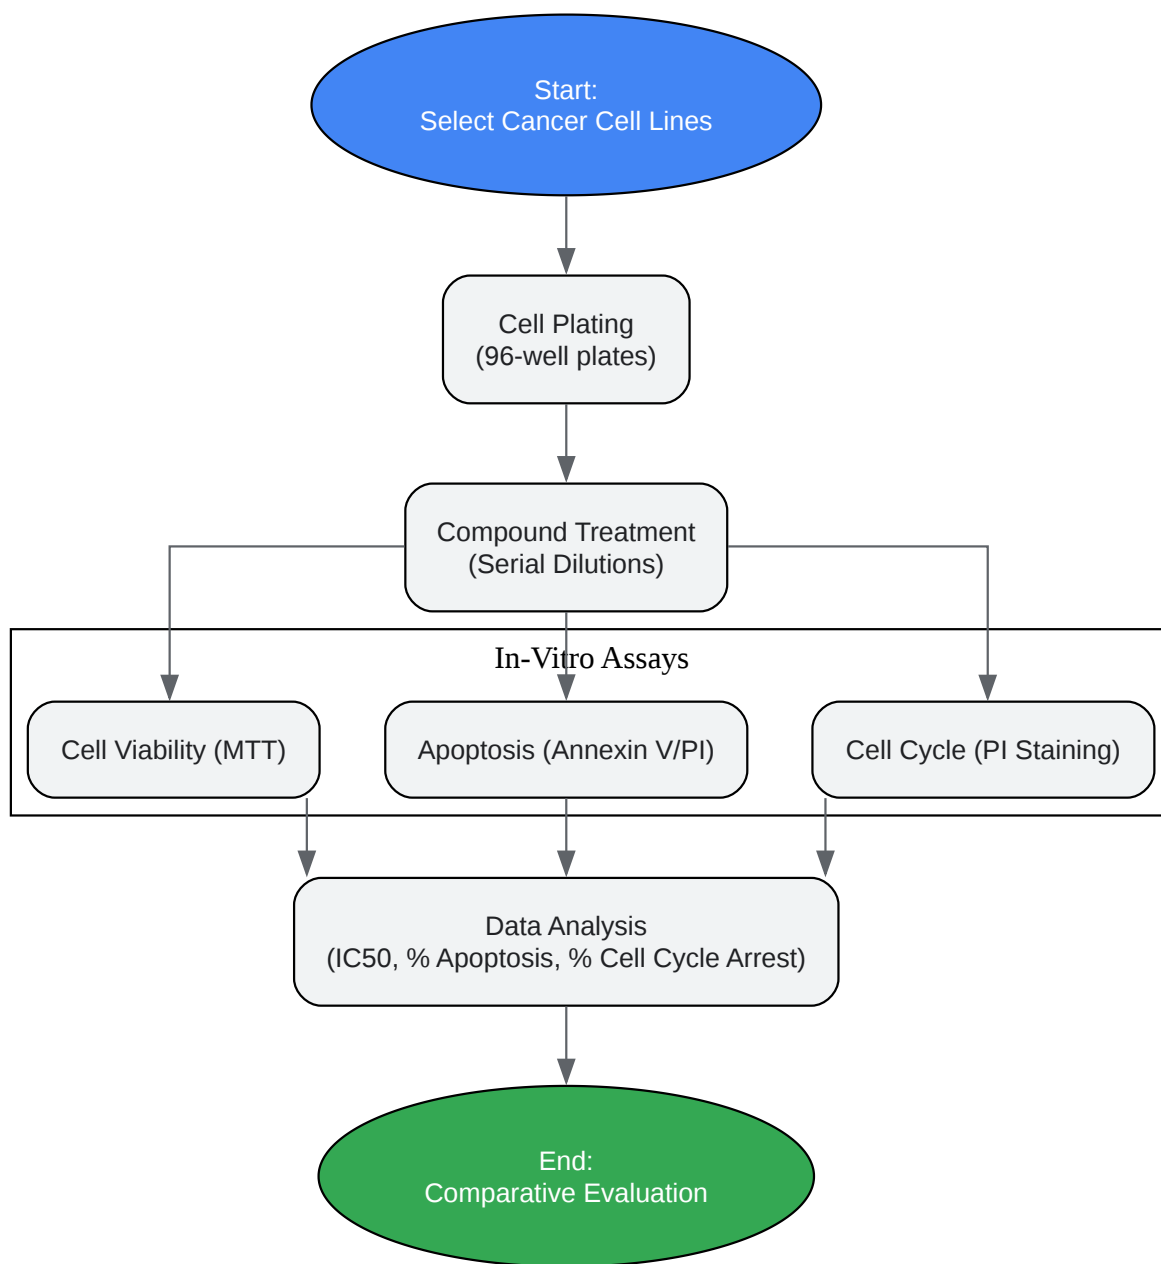 Start:
Select Cancer Cell Lines
Cell Plating
(96-well plates)
Compound Treatment
(Serial Dilutions)
In-Vitro Assays
Cell Viability (MTT)
Apoptosis (Annexin V/PI)
Cell Cycle (PI Staining)
Data Analysis
(IC50, % Apoptosis, % Cell Cycle Arrest)
End:
Comparative Evaluation